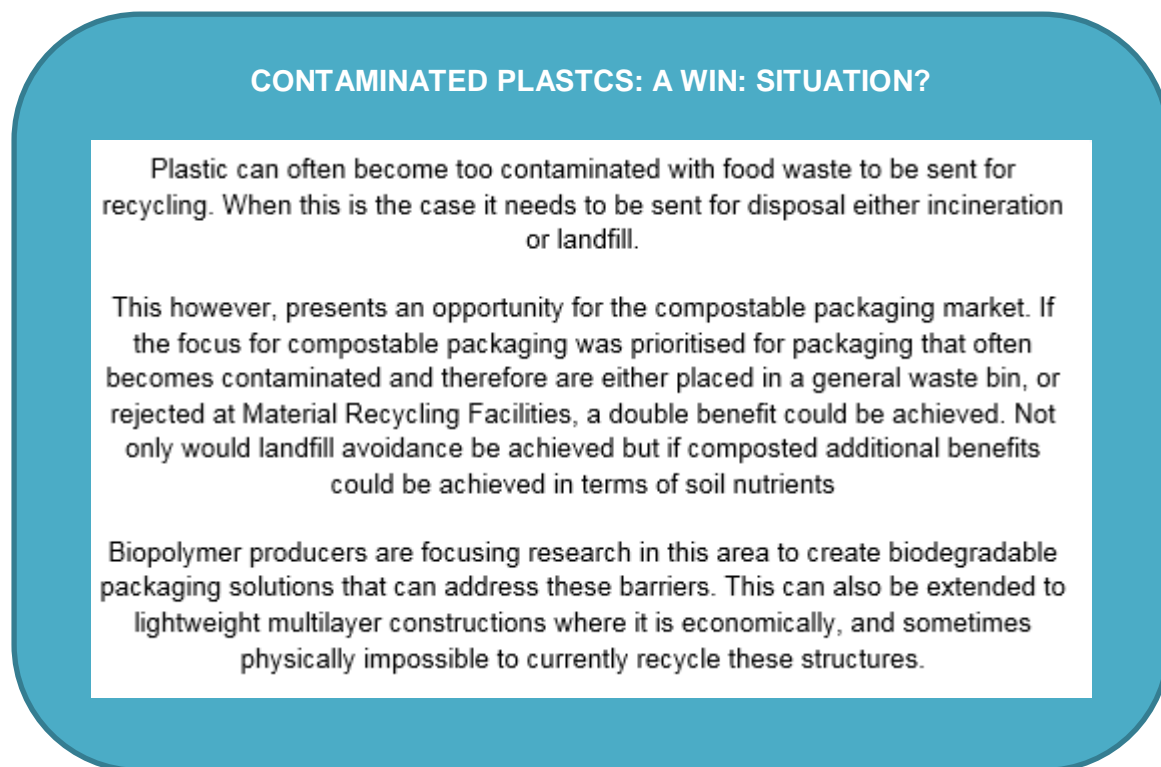 CONTAMINATED PLASTCS: A WIN: SITUATION?
Plastic can often become too contaminated with food waste to be sent for
recycling. When this is the case it needs to be sent for disposal either incineration
or landfill.
This however, presents an opportunity for the compostable packaging market. If
the focus for compostable packaging was prioritised for packaging that often
becomes contaminated and therefore are either placed in a general waste bin, or
rejected at Material Recycling Facilities, a double benefit could be achieved. Not
only would landfill avoidance be achieved but if composted additional benefits
could be achieved in terms of soil nutrients
Biopolymer producers are focusing research in this area to create biodegradable
packaging solutions that can address these barriers. This can also be extended to
lightweight multilayer constructions where it is economically, and sometimes
physically impossible to currently recycle these structures.